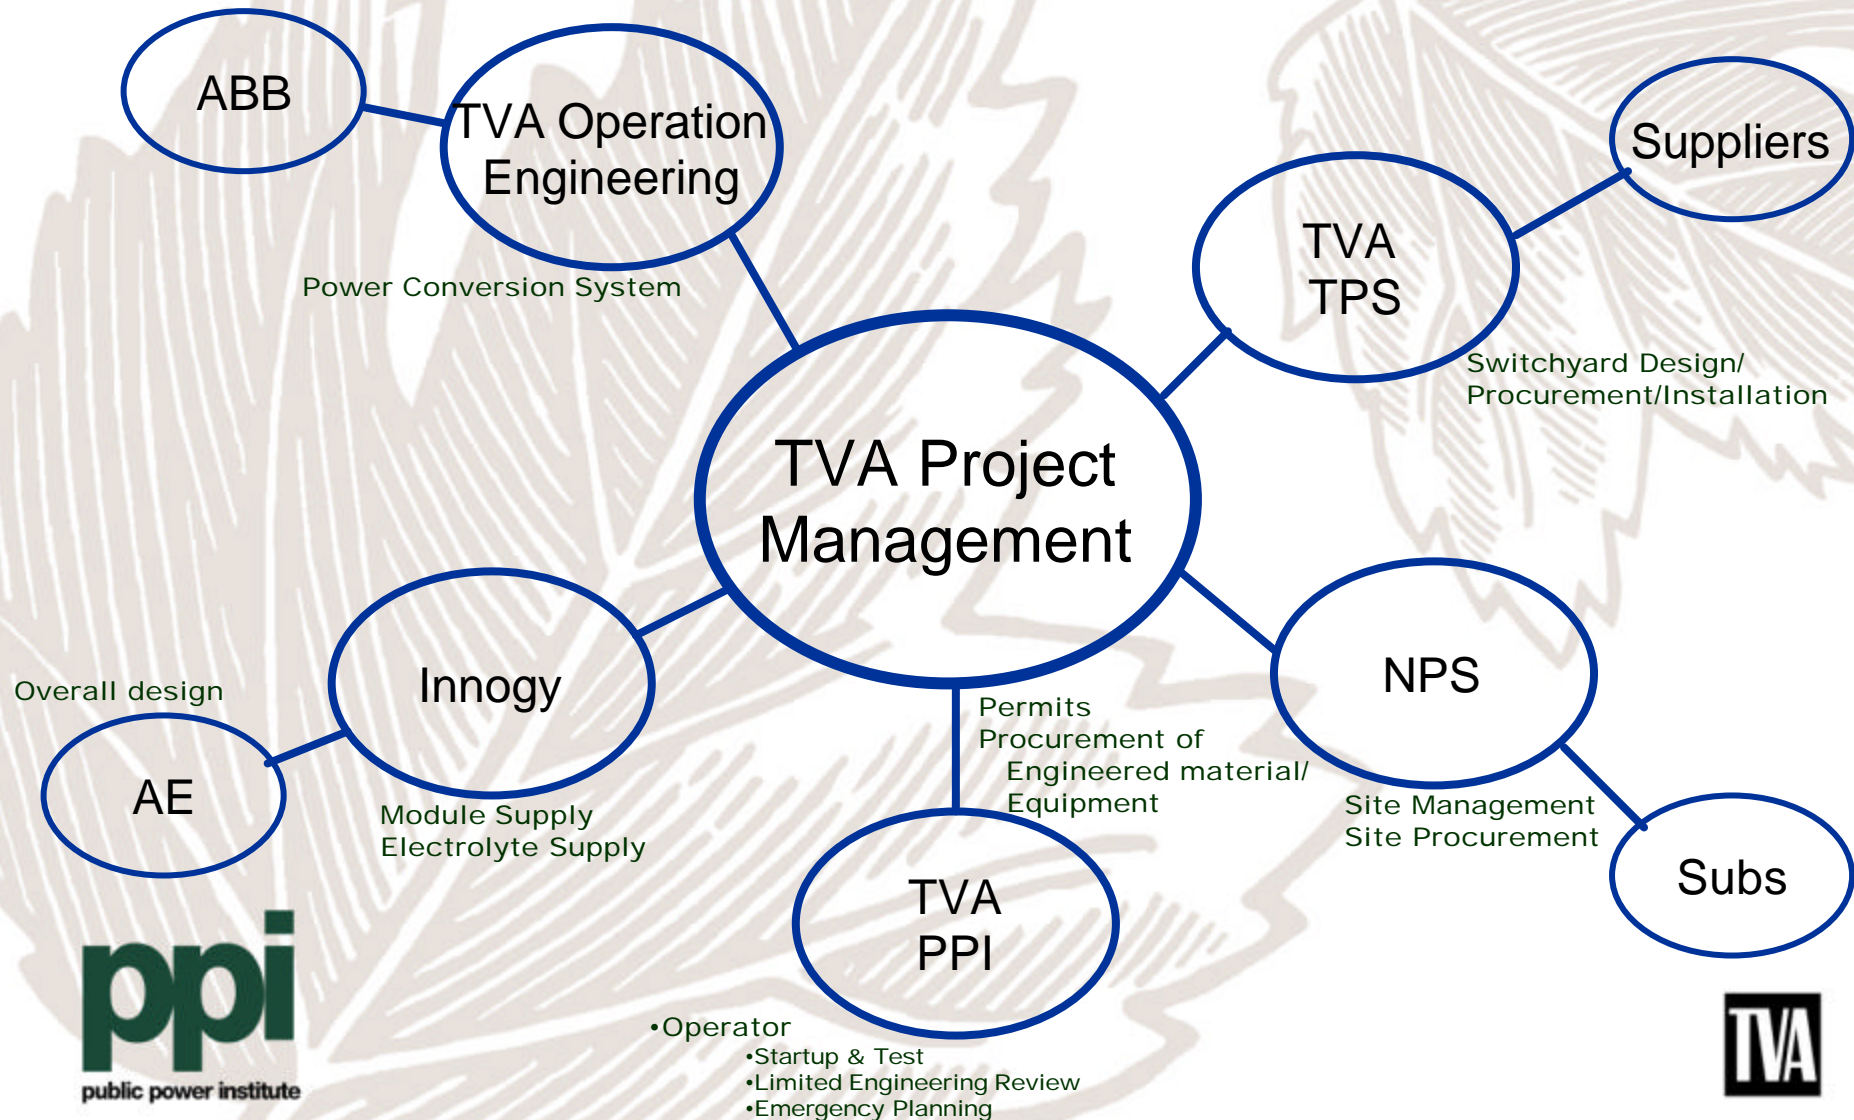 ABB
TVA Operation
Engineering
Power Conversion System
Suppliers
TVA
TPS
Switchyard Design/
Procurement/Installation
TVA Project
Management
Innogy
Module Supply
Electrolyte Supply
Overall design
AE
Permits
Procurement of
Engineered material/
Equipment
NPS
Site Management
Site Procurement
Subs
TVA
PPI
•Operator
•Startup & Test
•Limited Engineering Review
•Emergency Planning
ppi
public power institute
TVA